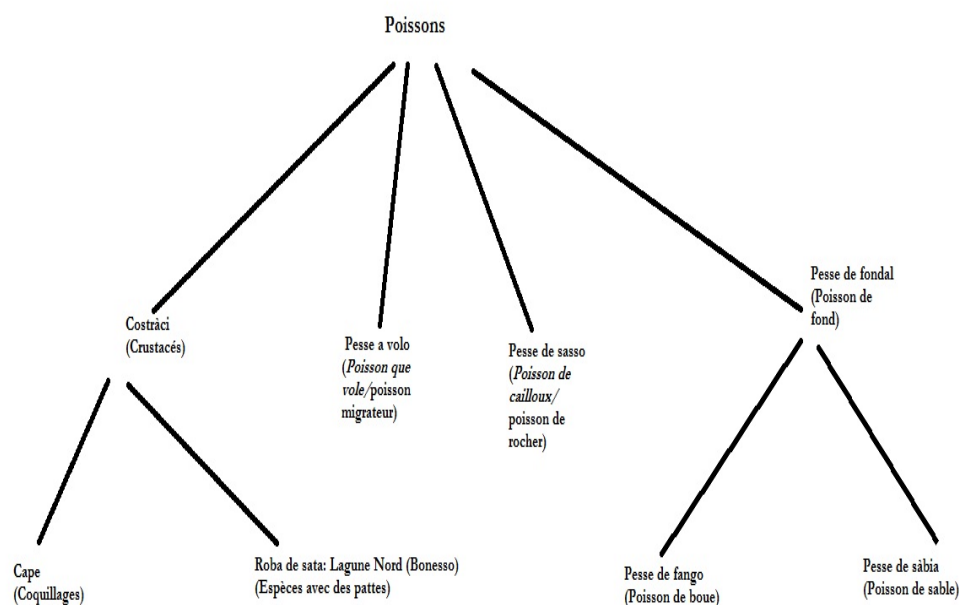 Poissons
Pesse de fondal
(Poisson de
fond)
Costràci
(Crustacés)
Pesse a volo
(Poisson que
vole/poisson
migrateur)
Pesse de sasso
(Poisson de
cailloux/
poisson de
rocher)
Cape
(Coquillages)
Roba de sata: Lagune Nord (Bonesso)
(Espèces avec des pattes)
Pesse de fango
(Poisson de boue)
Pesse de sàbia
(Poisson de sable)